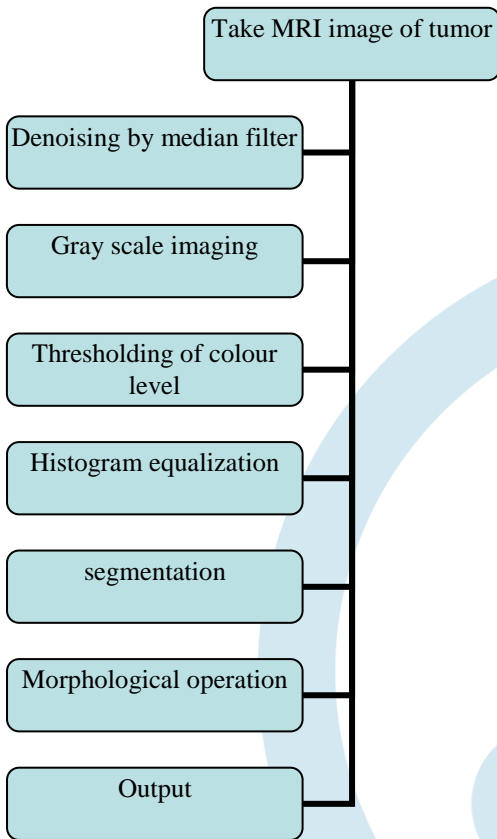 Take MRI image of tumor
Denoising by median filter
Gray scale imaging
Thresholding of colour
level
Histogram equalization
segmentation
Morphological operation
Output